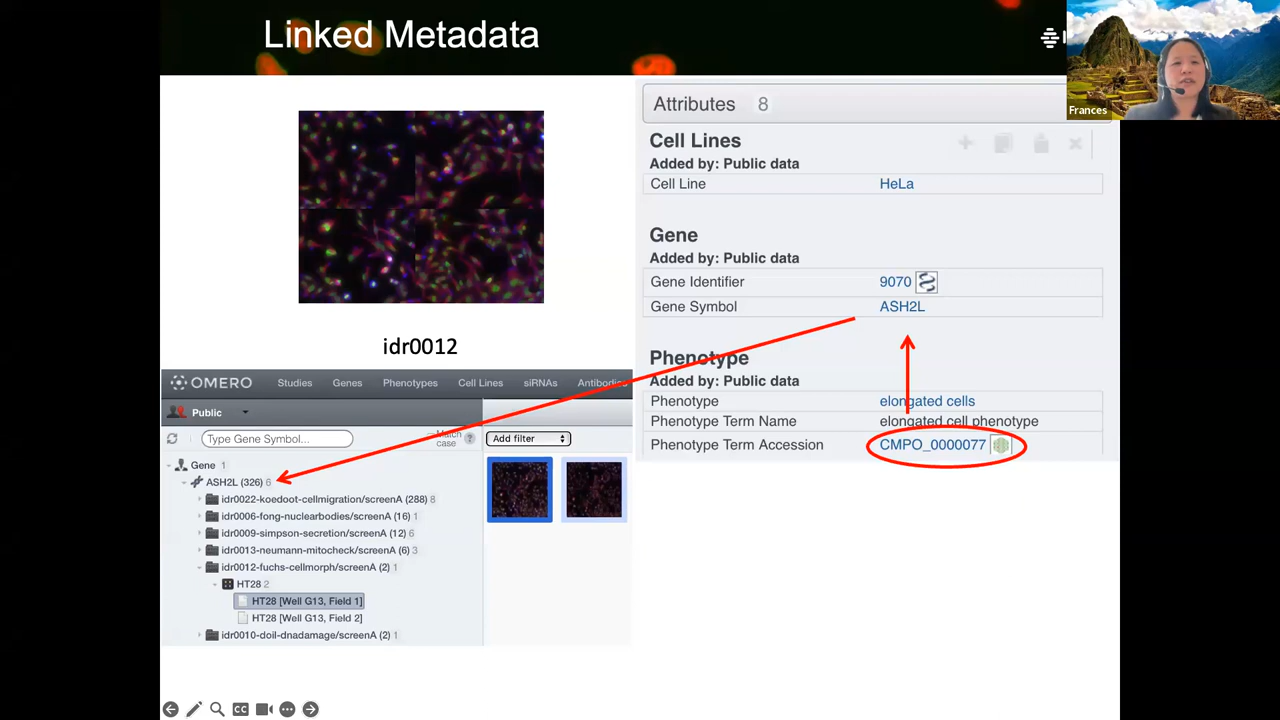 Linked Metadata
Frances
Attributes 8
Cell Lines
Added by: Public data
Cell Line HeLa
Gene
Added by: Public data
Gene Identifier 9070
Gene Symbol ASH2L
Phenotype
Added by: Public data
Phenotype elongated cells
Phenotype Term Name elongated cell phenotype
Phenotype Term Accession CMPO_0000077
idr0012
OMERO Studies Genes Phenotypes Cell Lines siRNAs Antibodies
Public
Type Gene Symbol... Match case ? Add filter
Gene 1
ASH2L (326) 6
idr0022-koedoot-cellmigration/screenA (288) 8
idr0006-fong-nuclearbodies/screenA (16) 1
idr0009-simpson-secretion/screenA (12) 6
idr0013-neumann-mitocheck/screenA (6) 3
idr0012-fuchs-cellmorph/screenA (2) 1
HT28 2
HT28 [Well G13, Field 1]
HT28 [Well G13, Field 2]
idr0010-doil-dnadamage/screenA (2) 1
CC